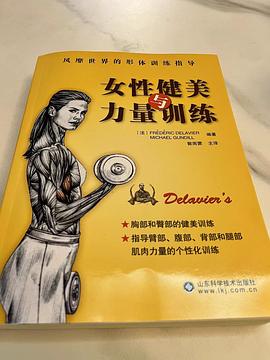 风靡世界的形体训练指导
女性健美
与
力量训练
[法] FRÉDÉRIC DELAVIER
MICHAEL GUNDILL
编著
主译
Delavier's
★ 胸部和臀部的健美训练
★ 指导臂部、腹部、背部和腿部
肌肉力量的个性化训练
山东科学技术出版社
www.lkj.com.cn